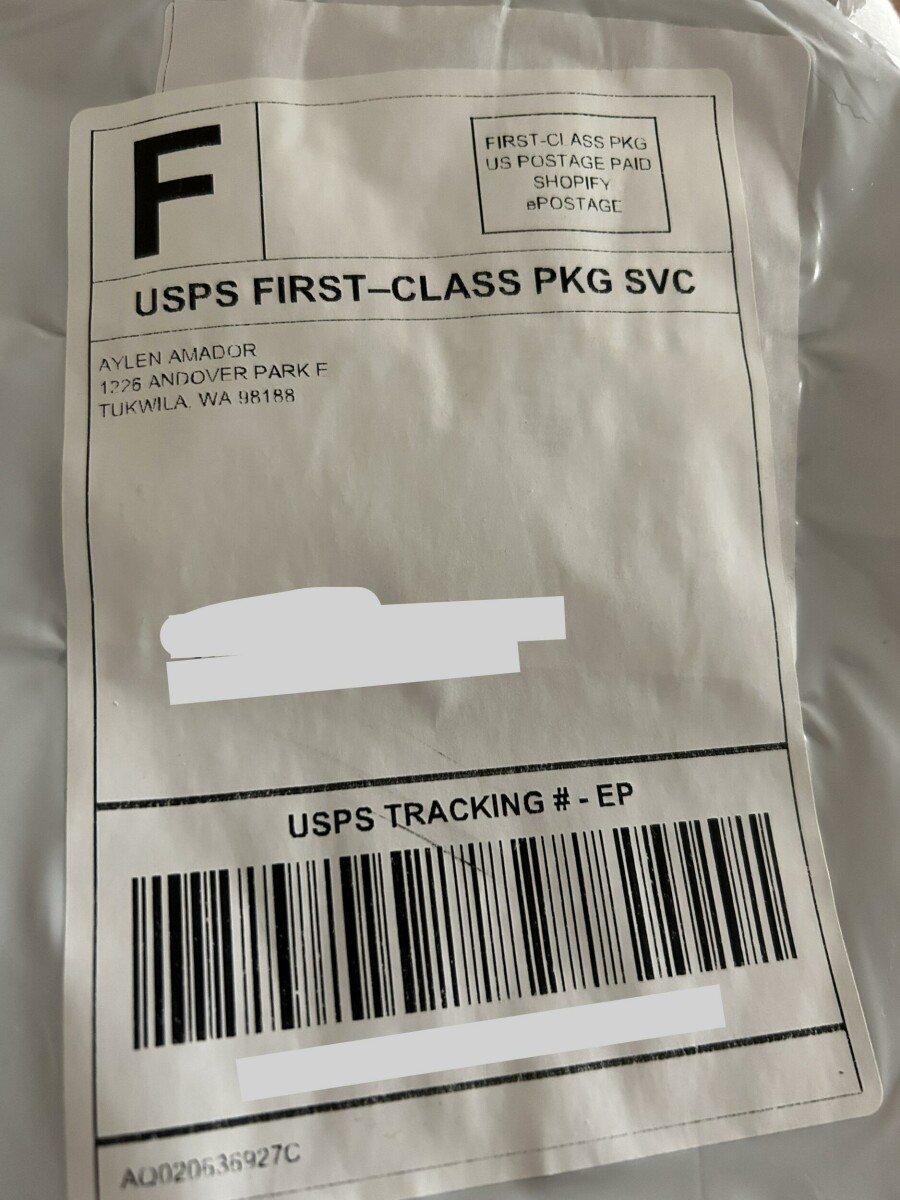 F
FIRST-CLASS PKG
US POSTAGE PAID
SHOPIFY
ePOSTAGE
USPS FIRST–CLASS PKG SVC
AYLEN AMADOR
1226 ANDOVER PARK E
TUKWILA. WA 98188
USPS TRACKING # - EP
AQ020636927C